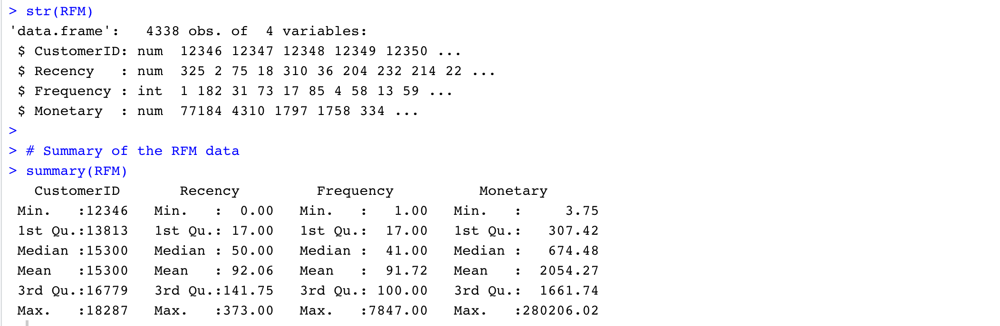 > str(RFM)
'data.frame':   4338 obs. of  4 variables:
 $ CustomerID: num  12346 12347 12348 12349 12350 ...
 $ Recency   : num  325 2 75 18 310 36 204 232 214 22 ...
 $ Frequency : int  1 182 31 73 17 85 4 58 13 59 ...
 $ Monetary  : num  77184 4310 1797 1758 334 ...
>
> # Summary of the RFM data
> summary(RFM)
   CustomerID       Recency         Frequency          Monetary
 Min.   :12346   Min.   :  0.00   Min.   :   1.00   Min.   :     3.75
 1st Qu.:13813   1st Qu.: 17.00   1st Qu.:  17.00   1st Qu.:   307.42
 Median :15300   Median : 50.00   Median :  41.00   Median :   674.48
 Mean   :15300   Mean   : 92.06   Mean   :  91.72   Mean   :  2054.27
 3rd Qu.:16779   3rd Qu.:141.75   3rd Qu.: 100.00   3rd Qu.:  1661.74
 Max.   :18287   Max.   :373.00   Max.   :7847.00   Max.   :280206.02